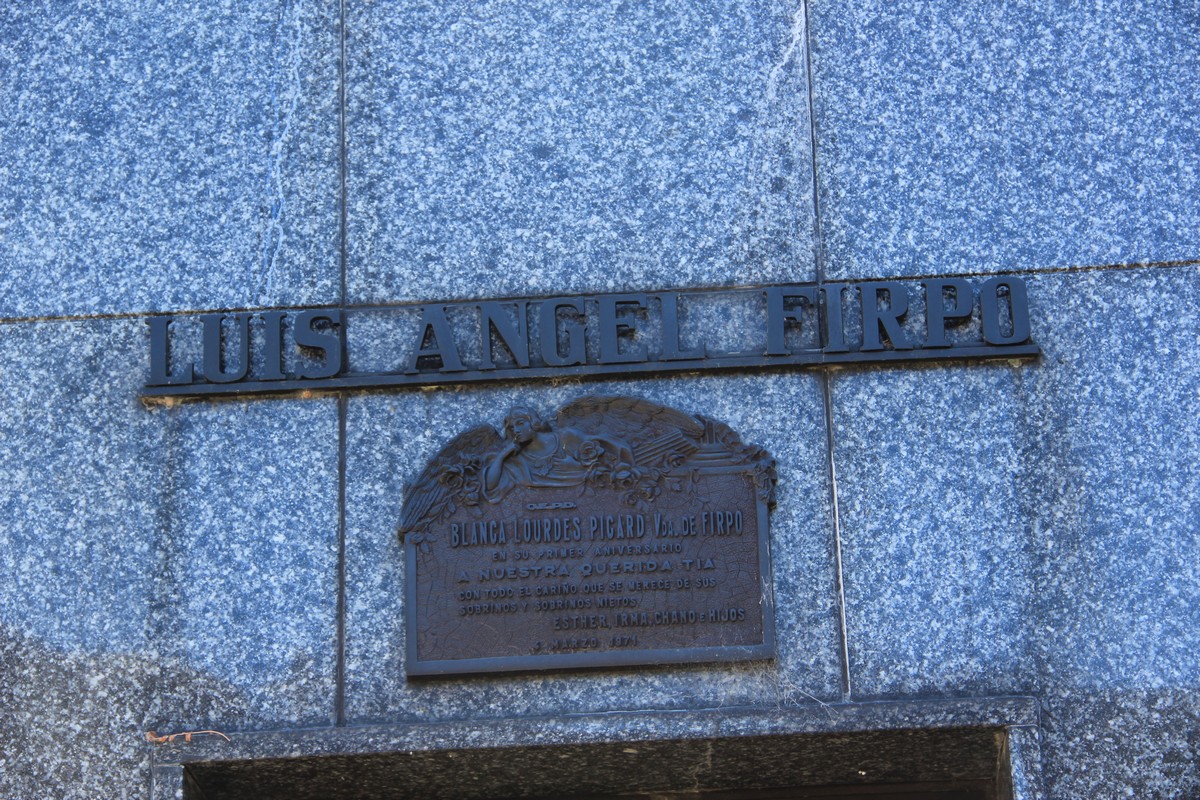 LUIS ANGEL FIRPO
Q.E.P.D.
BLANCA LOURDES PICARD VDA. DE FIRPO
EN SU PRIMER ANIVERSARIO
A NUESTRA QUERIDA TIA
CON TODO EL CARIÑO QUE SE MERECE DE SUS
SOBRINOS Y SOBRINOS NIETOS
ESTHER, IRMA, CHANO E HIJOS
MARZO